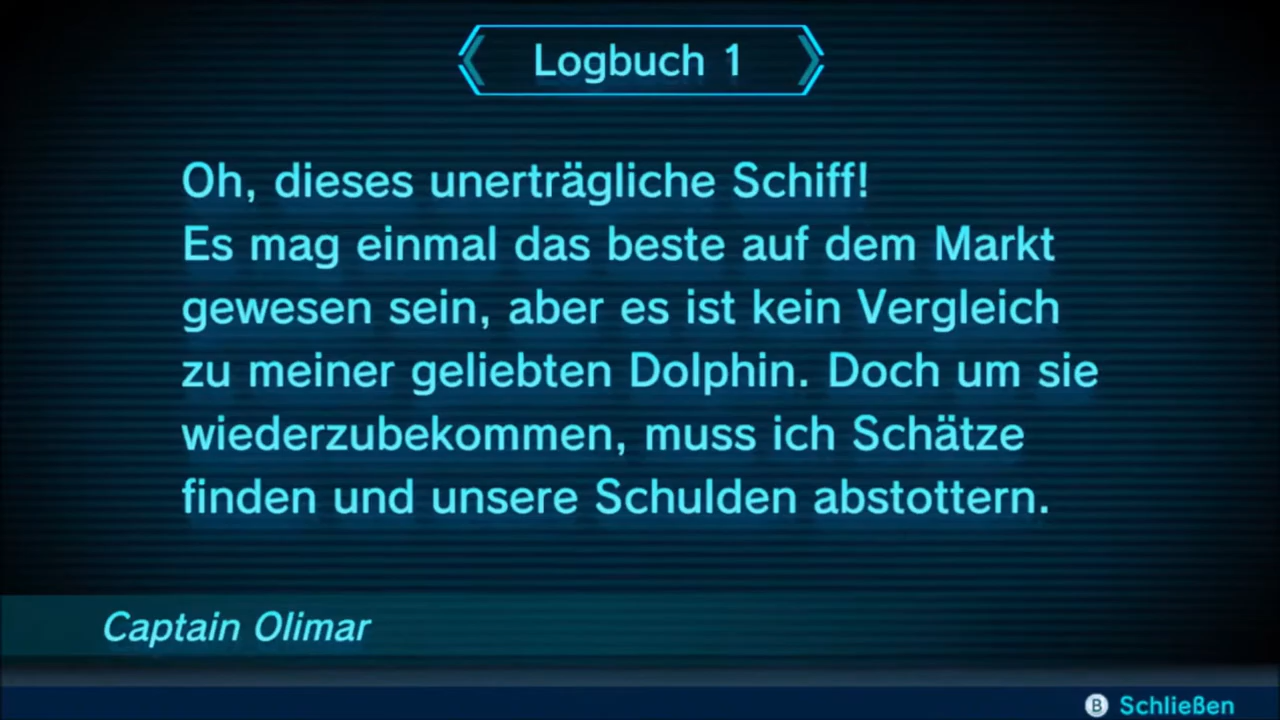 Logbuch 1
Oh, dieses unerträgliche Schiff!
Es mag einmal das beste auf dem Markt
gewesen sein, aber es ist kein Vergleich
zu meiner geliebten Dolphin. Doch um sie
wiederzubekommen, muss ich Schätze
finden und unsere Schulden abstottern.
Captain Olimar
B Schließen